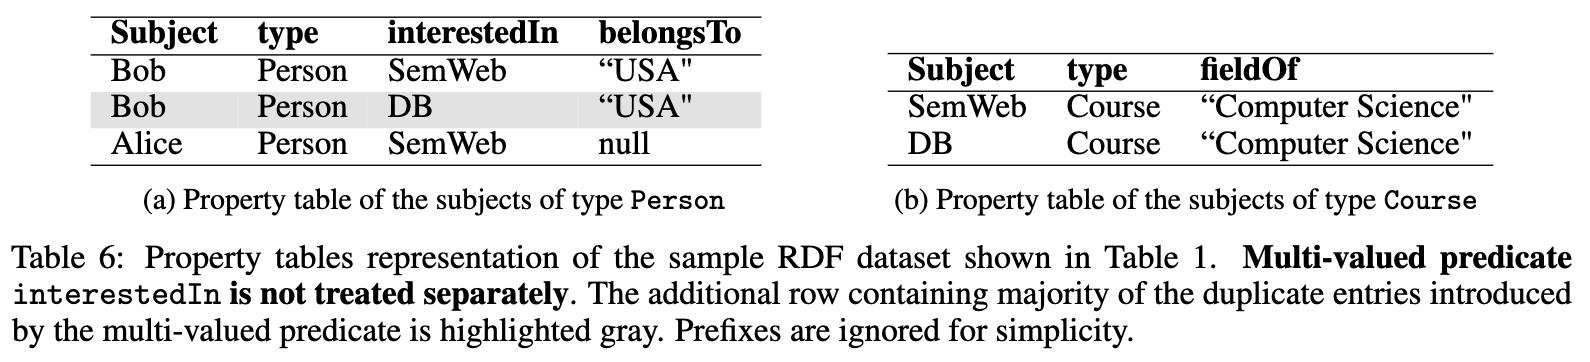 Subject type interestedIn belongsTo
Bob Person SemWeb “USA"
Bob Person DB “USA"
Alice Person SemWeb null
(a) Property table of the subjects of type Person
Subject type fieldOf
SemWeb Course “Computer Science"
DB Course “Computer Science"
(b) Property table of the subjects of type Course
Table 6: Property tables representation of the sample RDF dataset shown in Table 1. Multi-valued predicate
interestedIn is not treated separately. The additional row containing majority of the duplicate entries introduced
by the multi-valued predicate is highlighted gray. Prefixes are ignored for simplicity.